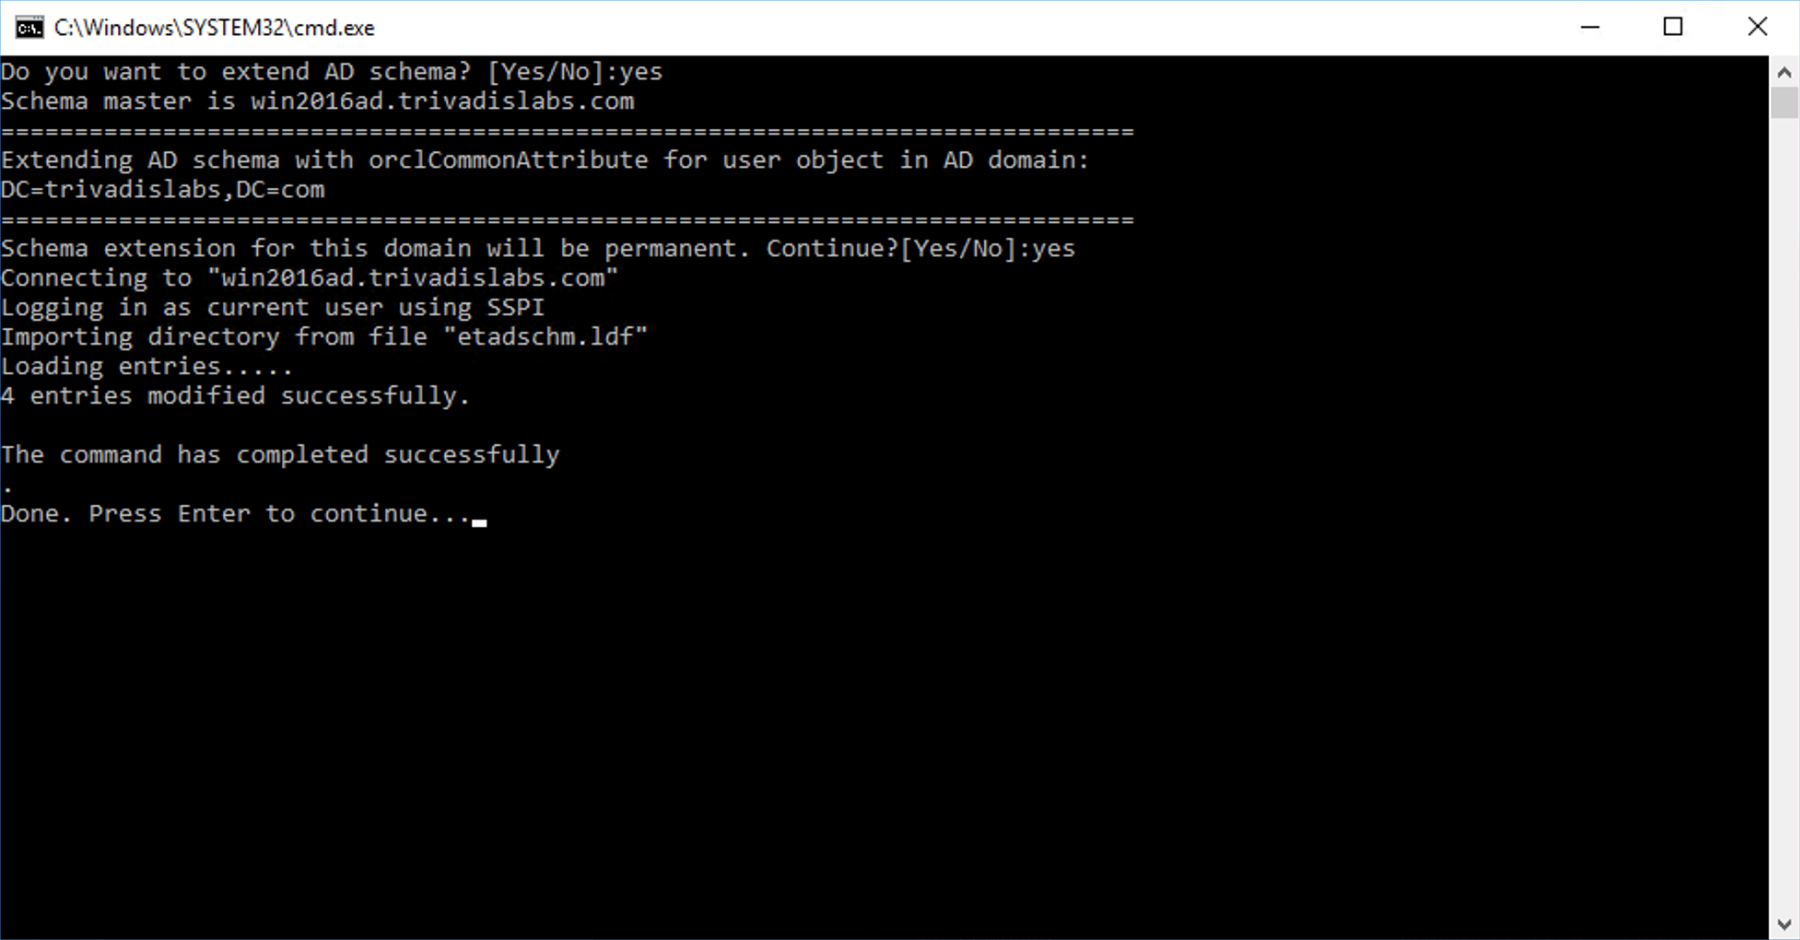 C:\Windows\SYSTEM32\cmd.exe
Do you want to extend AD schema? [Yes/No]:yes
Schema master is win2016ad.trivadislabs.com
=============================================================================
Extending AD schema with orclCommonAttribute for user object in AD domain:
DC=trivadislabs,DC=com
=============================================================================
Schema extension for this domain will be permanent. Continue?[Yes/No]:yes
Connecting to "win2016ad.trivadislabs.com"
Logging in as current user using SSPI
Importing directory from file "etadschm.ldf"
Loading entries.....
4 entries modified successfully.
The command has completed successfully
.
Done. Press Enter to continue...